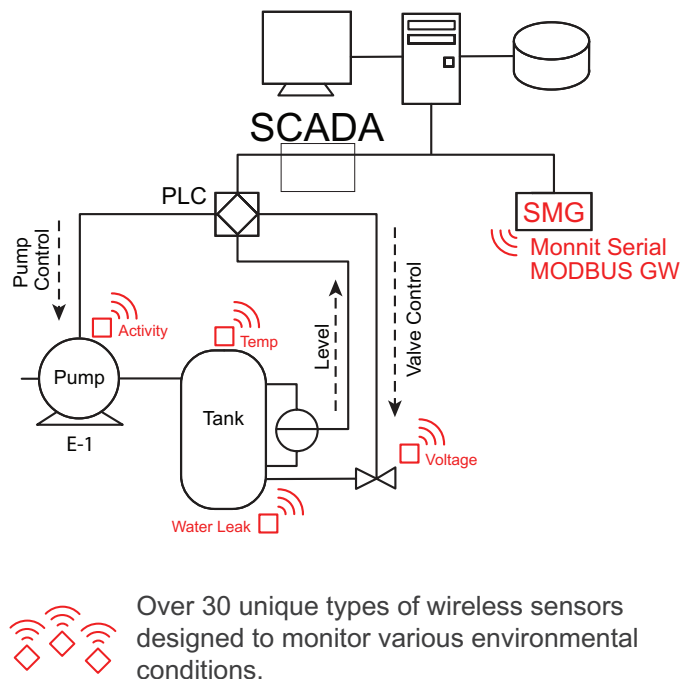 SCADA
PLC
SMG
Monnit Serial
MODBUS GW
Pump
Control
Activity
Temp
Level
Valve Control
Pump
Tank
E-1
Voltage
Water Leak
Over 30 unique types of wireless sensors
designed to monitor various environmental
conditions.